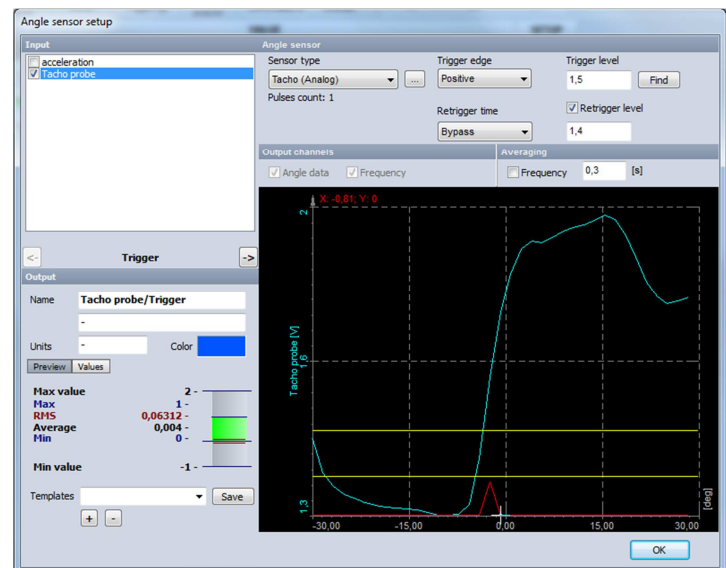 Angle sensor setup
Input
acceleration
Tacho probe
<- Trigger ->
Output
Name Tacho probe/Trigger
-
Units - Color
Preview Values
Max value 2 -
Max 1 -
RMS 0,06312 -
Average 0,004 -
Min 0 -
Min value -1 -
Templates Save
+ -
Angle sensor
Sensor type Trigger edge Trigger level
Tacho (Analog) ... Positive 1,5 Find
Pulses count: 1
Retrigger time Retrigger level
Bypass 1,4
Output channels Averaging
Angle data Frequency Frequency 0,3 [s]
X: -0,81; Y: 0
2
1,6
1,3
Tacho probe [V]
-30,00 -15,00 0,00 15,00 30,00
[deg]
OK